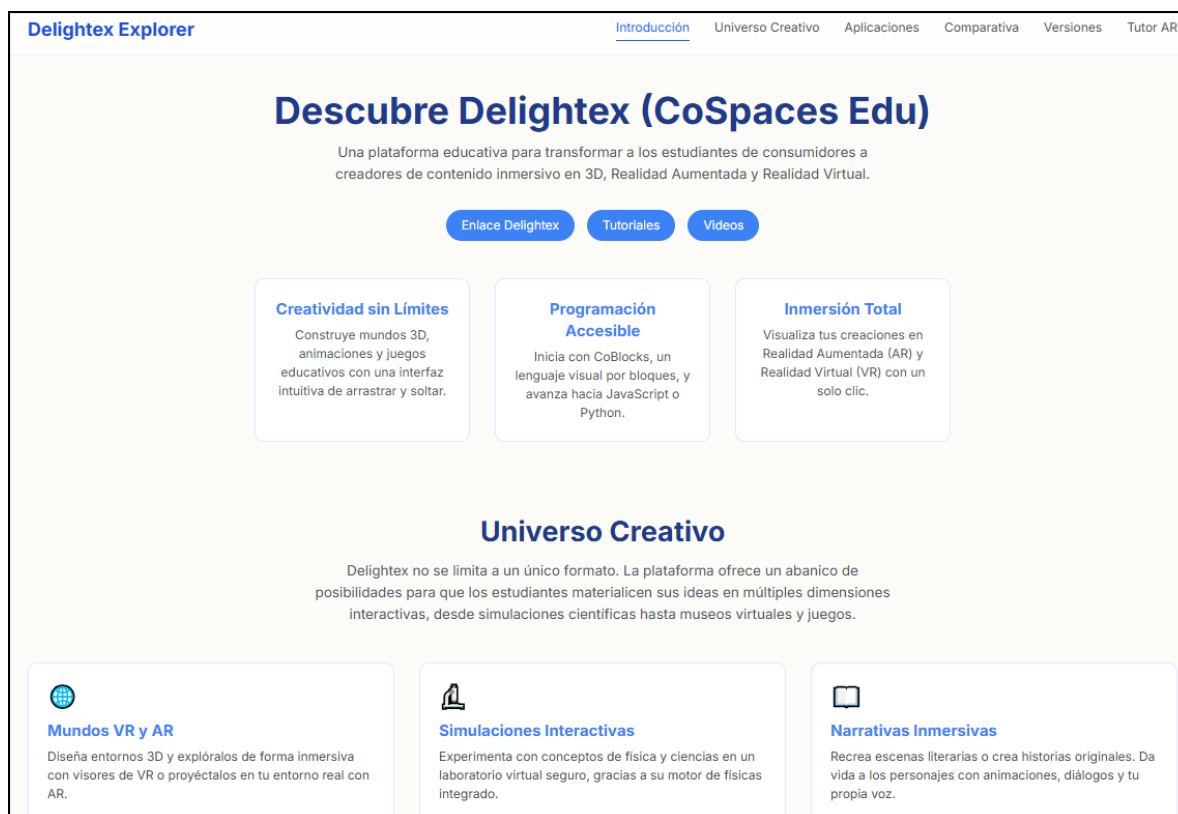 Delightex Explorer
Introducción
Universo Creativo
Aplicaciones
Comparativa
Versiones
Tutor AR
Descubre Delightex (CoSpaces Edu)
Una plataforma educativa para transformar a los estudiantes de consumidores a
creadores de contenido inmersivo en 3D, Realidad Aumentada y Realidad Virtual.
Enlace Delightex
Tutoriales
Videos
Creatividad sin Límites
Construye mundos 3D,
animaciones y juegos
educativos con una interfaz
intuitiva de arrastrar y soltar.
Programación
Accesible
Inicia con CoBlocks, un
lenguaje visual por bloques, y
avanza hacia JavaScript o
Python.
Inmersión Total
Visualiza tus creaciones en
Realidad Aumentada (AR) y
Realidad Virtual (VR) con un
solo clic.
Universo Creativo
Delightex no se limita a un único formato. La plataforma ofrece un abanico de
posibilidades para que los estudiantes materialicen sus ideas en múltiples dimensiones
interactivas, desde simulaciones científicas hasta museos virtuales y juegos.
Mundos VR y AR
Diseña entornos 3D y explóralos de forma inmersiva
con visores de VR o proyéctalos en tu entorno real con
AR.
Simulaciones Interactivas
Experimenta con conceptos de física y ciencias en un
laboratorio virtual seguro, gracias a su motor de físicas
integrado.
Narrativas Inmersivas
Recrea escenas literarias o crea historias originales. Da
vida a los personajes con animaciones, diálogos y tu
propia voz.